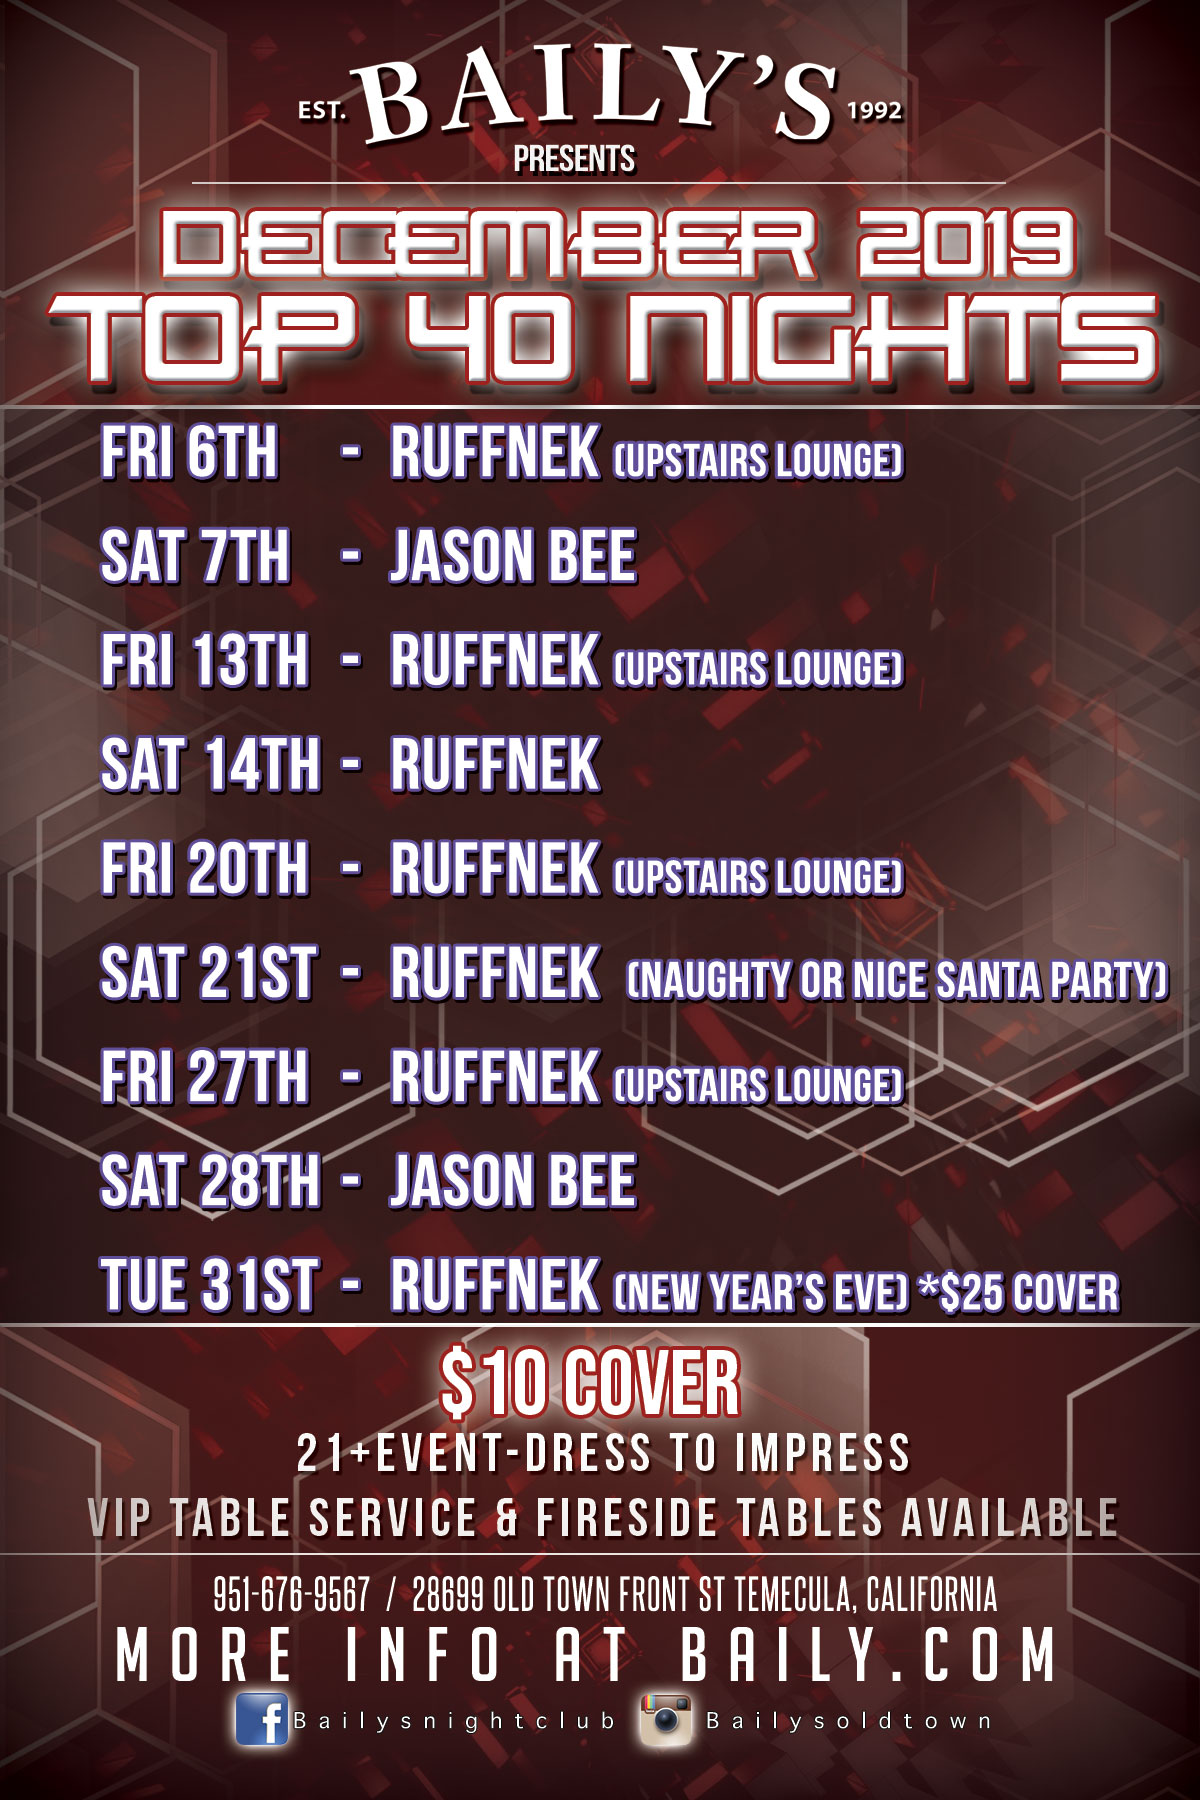 EST. BAILY'S 1992
PRESENTS
DECEMBER 2019
TOP 40 NIGHTS
FRI 6TH - RUFFNEK (UPSTAIRS LOUNGE)
SAT 7TH - JASON BEE
FRI 13TH - RUFFNEK (UPSTAIRS LOUNGE)
SAT 14TH - RUFFNEK
FRI 20TH - RUFFNEK (UPSTAIRS LOUNGE)
SAT 21ST - RUFFNEK (NAUGHTY OR NICE SANTA PARTY)
FRI 27TH - RUFFNEK (UPSTAIRS LOUNGE)
SAT 28TH - JASON BEE
TUE 31ST - RUFFNEK (NEW YEAR'S EVE) *$25 COVER
$10 COVER
21+EVENT-DRESS TO IMPRESS
VIP TABLE SERVICE & FIRESIDE TABLES AVAILABLE
951-676-9567 / 28699 OLD TOWN FRONT ST TEMECULA, CALIFORNIA
MORE INFO AT BAILY.COM
f Bailysnightclub Bailysoldtown